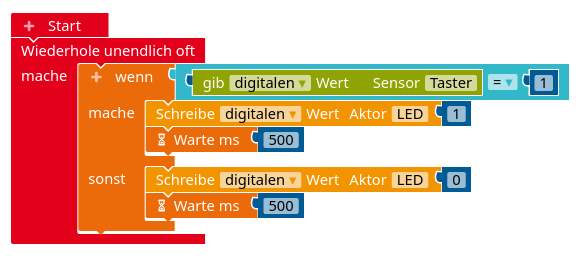 + Start
Wiederhole unendlich oft
mache + wenn gib digitalen ▾ Wert Sensor Taster = ▾ 1
mache Schreibe digitalen ▾ Wert Aktor LED 1
Warte ms 500
sonst Schreibe digitalen ▾ Wert Aktor LED 0
Warte ms 500